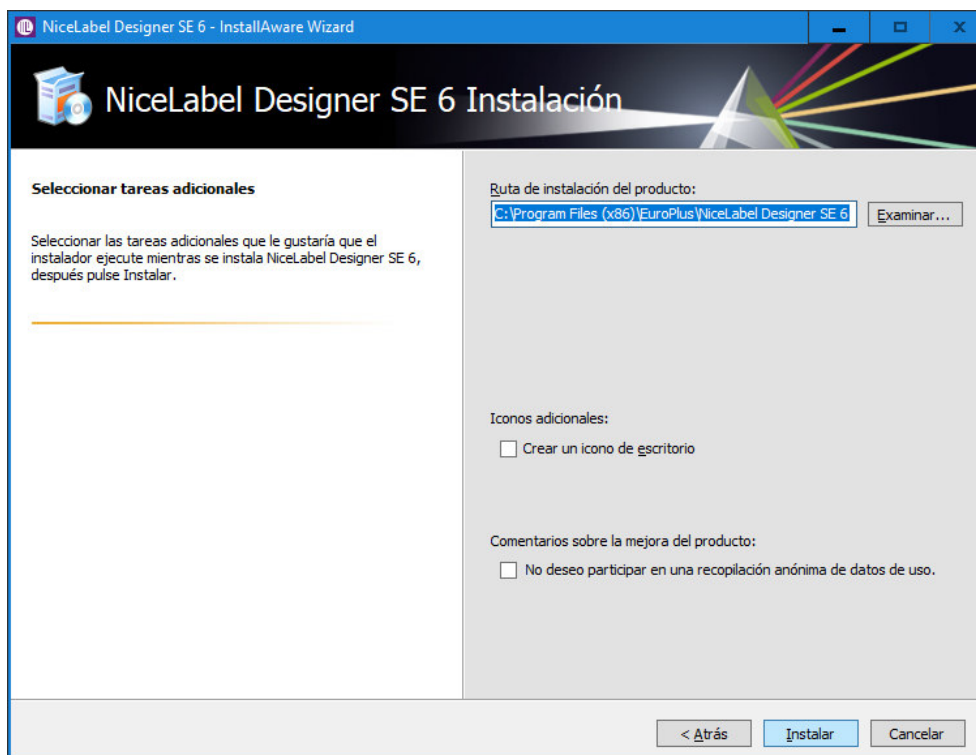 NiceLabel Designer SE 6 - InstallAware Wizard
NiceLabel Designer SE 6 Instalación
Seleccionar tareas adicionales
Seleccionar las tareas adicionales que le gustaría que el
instalador ejecute mientras se instala NiceLabel Designer SE 6,
después pulse Instalar.
Ruta de instalación del producto:
C:\Program Files (x86)\EuroPlus\NiceLabel Designer SE 6
Examinar...
Iconos adicionales:
Crear un icono de escritorio
Comentarios sobre la mejora del producto:
No deseo participar en una recopilación anónima de datos de uso.
< Atrás
Instalar
Cancelar